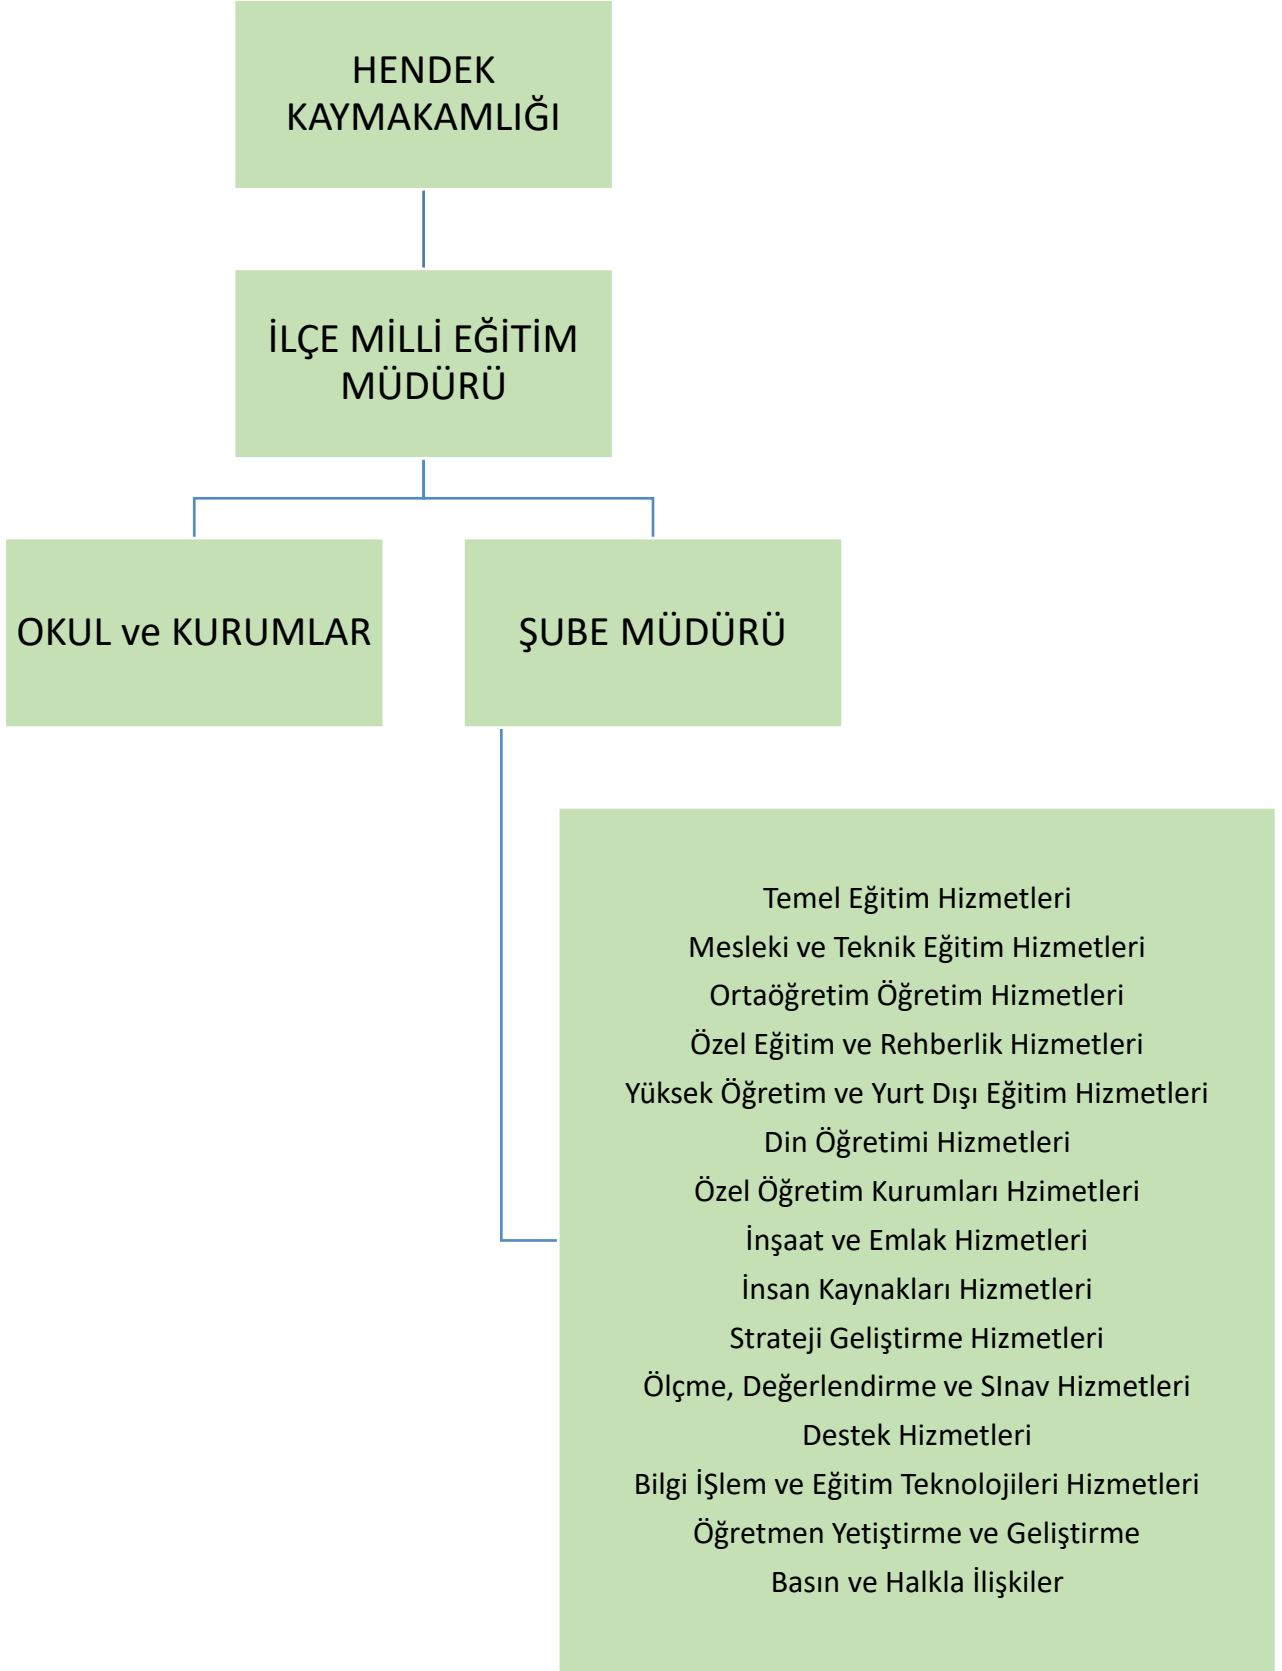 HENDEK
KAYMAKAMLIĞI
İLÇE MİLLİ EĞİTİM
MÜDÜRÜ
OKUL ve KURUMLAR
ŞUBE MÜDÜRÜ
Temel Eğitim Hizmetleri
Mesleki ve Teknik Eğitim Hizmetleri
Ortaöğretim Öğretim Hizmetleri
Özel Eğitim ve Rehberlik Hizmetleri
Yüksek Öğretim ve Yurt Dışı Eğitim Hizmetleri
Din Öğretimi Hizmetleri
Özel Öğretim Kurumları Hzimetleri
İnşaat ve Emlak Hizmetleri
İnsan Kaynakları Hizmetleri
Strateji Geliştirme Hizmetleri
Ölçme, Değerlendirme ve SInav Hizmetleri
Destek Hizmetleri
Bilgi İŞlem ve Eğitim Teknolojileri Hizmetleri
Öğretmen Yetiştirme ve Geliştirme
Basın ve Halkla İlişkiler